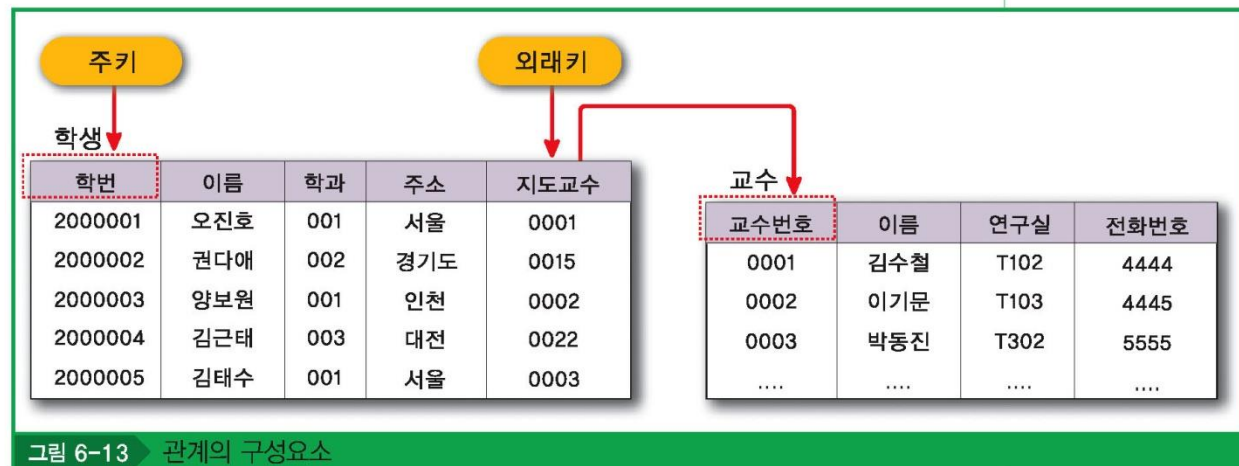 주키
외래키
학생
학번 이름 학과 주소 지도교수
2000001 오진호 001 서울 0001
2000002 권다애 002 경기도 0015
2000003 양보원 001 인천 0002
2000004 김근태 003 대전 0022
2000005 김태수 001 서울 0003
교수
교수번호 이름 연구실 전화번호
0001 김수철 T102 4444
0002 이기문 T103 4445
0003 박동진 T302 5555
.... .... .... ....
그림 6-13 관계의 구성요소